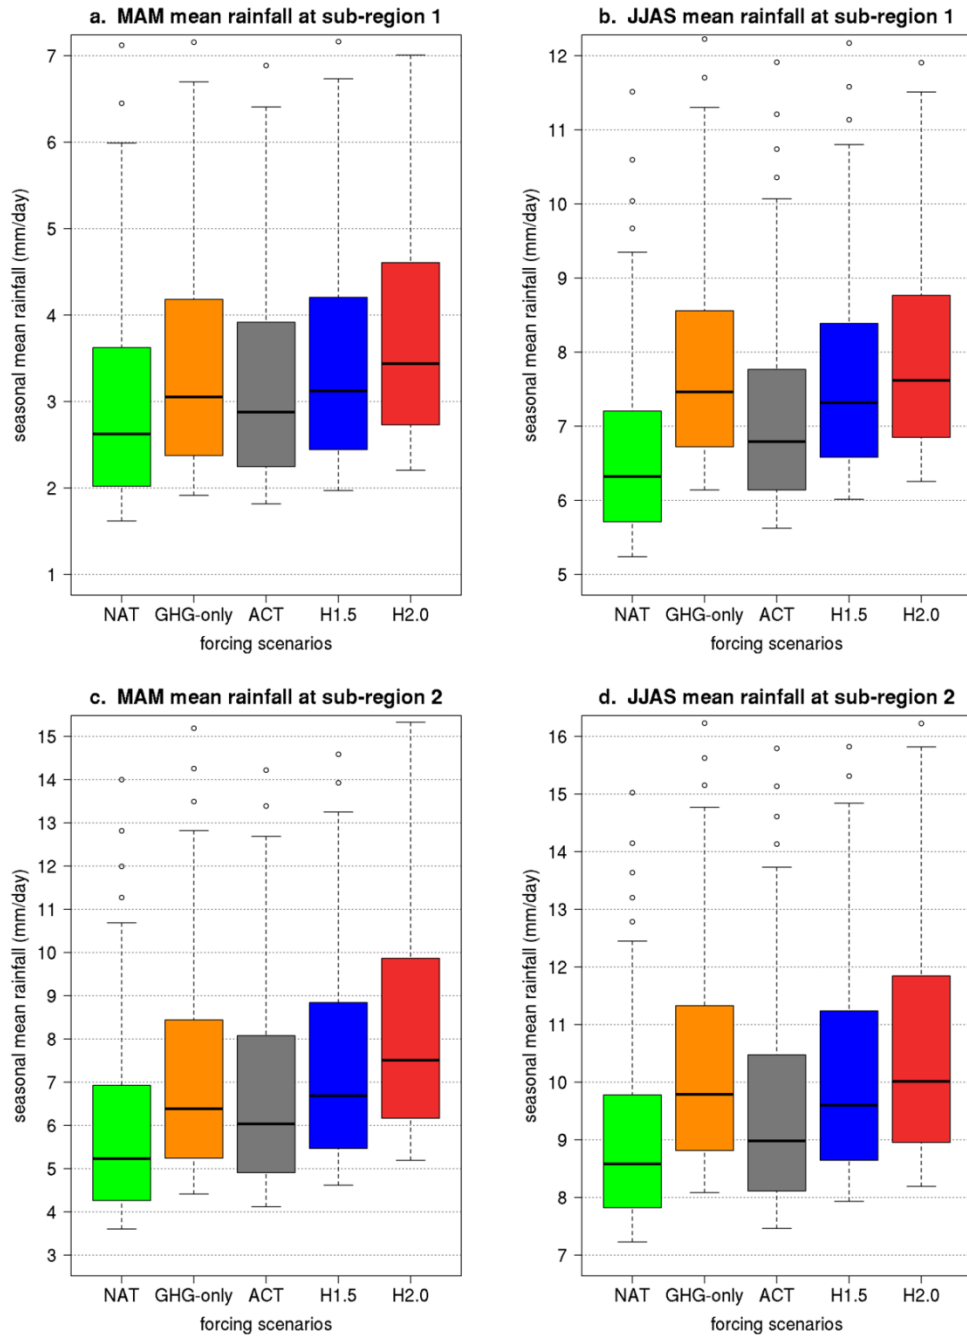 a. MAM mean rainfall at sub-region 1
seasonal mean rainfall (mm/day)
7
6
5
4
3
2
1
NAT GHG-only ACT H1.5 H2.0
forcing scenarios
b. JJAS mean rainfall at sub-region 1
seasonal mean rainfall (mm/day)
12
11
10
9
8
7
6
5
NAT GHG-only ACT H1.5 H2.0
forcing scenarios
c. MAM mean rainfall at sub-region 2
seasonal mean rainfall (mm/day)
15
14
13
12
11
10
9
8
7
6
5
4
3
NAT GHG-only ACT H1.5 H2.0
forcing scenarios
d. JJAS mean rainfall at sub-region 2
seasonal mean rainfall (mm/day)
16
15
14
13
12
11
10
9
8
7
NAT GHG-only ACT H1.5 H2.0
forcing scenarios